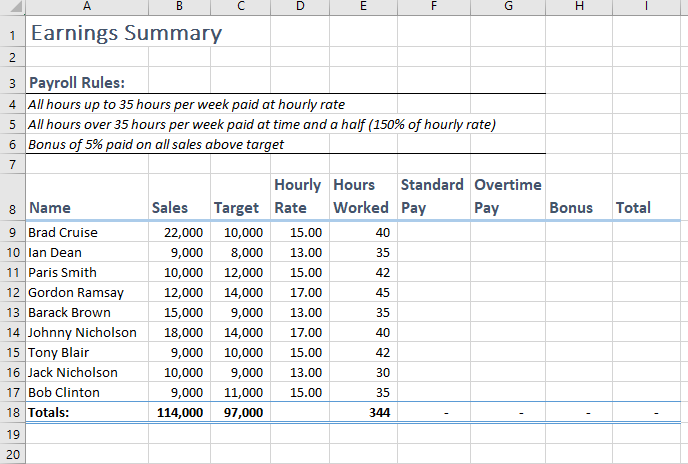 A B C D E F G H I
1 Earnings Summary
2
3 Payroll Rules:
4 All hours up to 35 hours per week paid at hourly rate
5 All hours over 35 hours per week paid at time and a half (150% of hourly rate)
6 Bonus of 5% paid on all sales above target
7
Hourly Hours Standard Overtime
8 Name Sales Target Rate Worked Pay Pay Bonus Total
9 Brad Cruise 22,000 10,000 15.00 40
10 Ian Dean 9,000 8,000 13.00 35
11 Paris Smith 10,000 12,000 15.00 42
12 Gordon Ramsay 12,000 14,000 17.00 45
13 Barack Brown 15,000 9,000 13.00 35
14 Johnny Nicholson 18,000 14,000 17.00 40
15 Tony Blair 9,000 10,000 15.00 42
16 Jack Nicholson 10,000 9,000 13.00 30
17 Bob Clinton 9,000 11,000 15.00 35
18 Totals: 114,000 97,000 344 - - - -
19
20